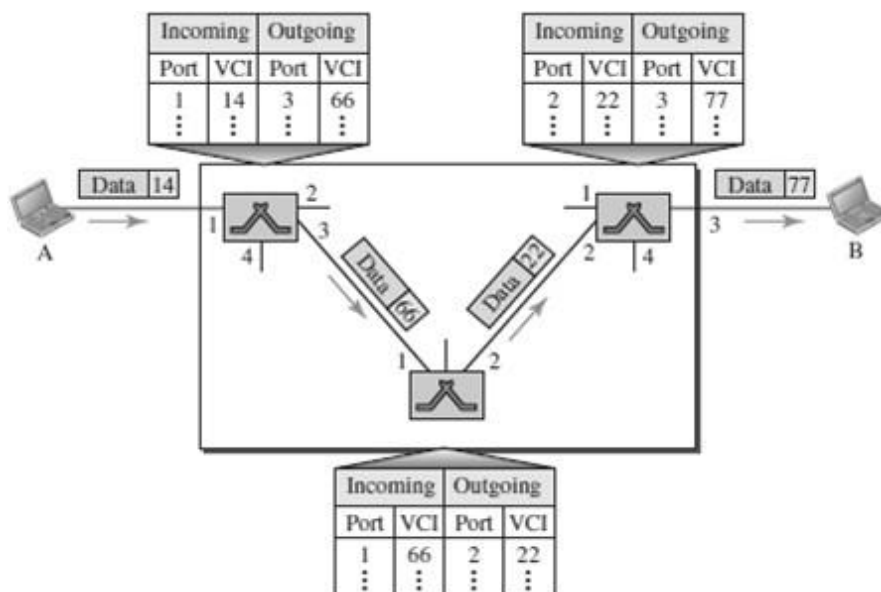 Incoming Outgoing
Port VCI Port VCI
1 14 3 66
Incoming Outgoing
Port VCI Port VCI
2 22 3 77
Data 14
A
1
2
3
4
Data 66
1
2
Data 22
1
2
4
3
Data 77
B
Incoming Outgoing
Port VCI Port VCI
1 66 2 22